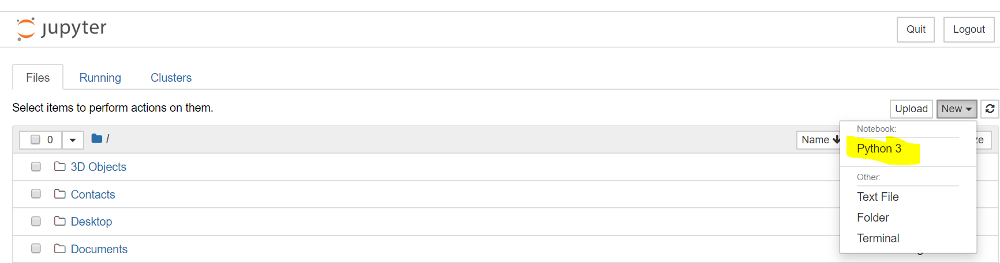 jupyter
Quit Logout
Files Running Clusters
Select items to perform actions on them.
Upload New
0 / Name
Notebook:
Python 3
Other:
Text File
Folder
Terminal
3D Objects
Contacts
Desktop
Documents